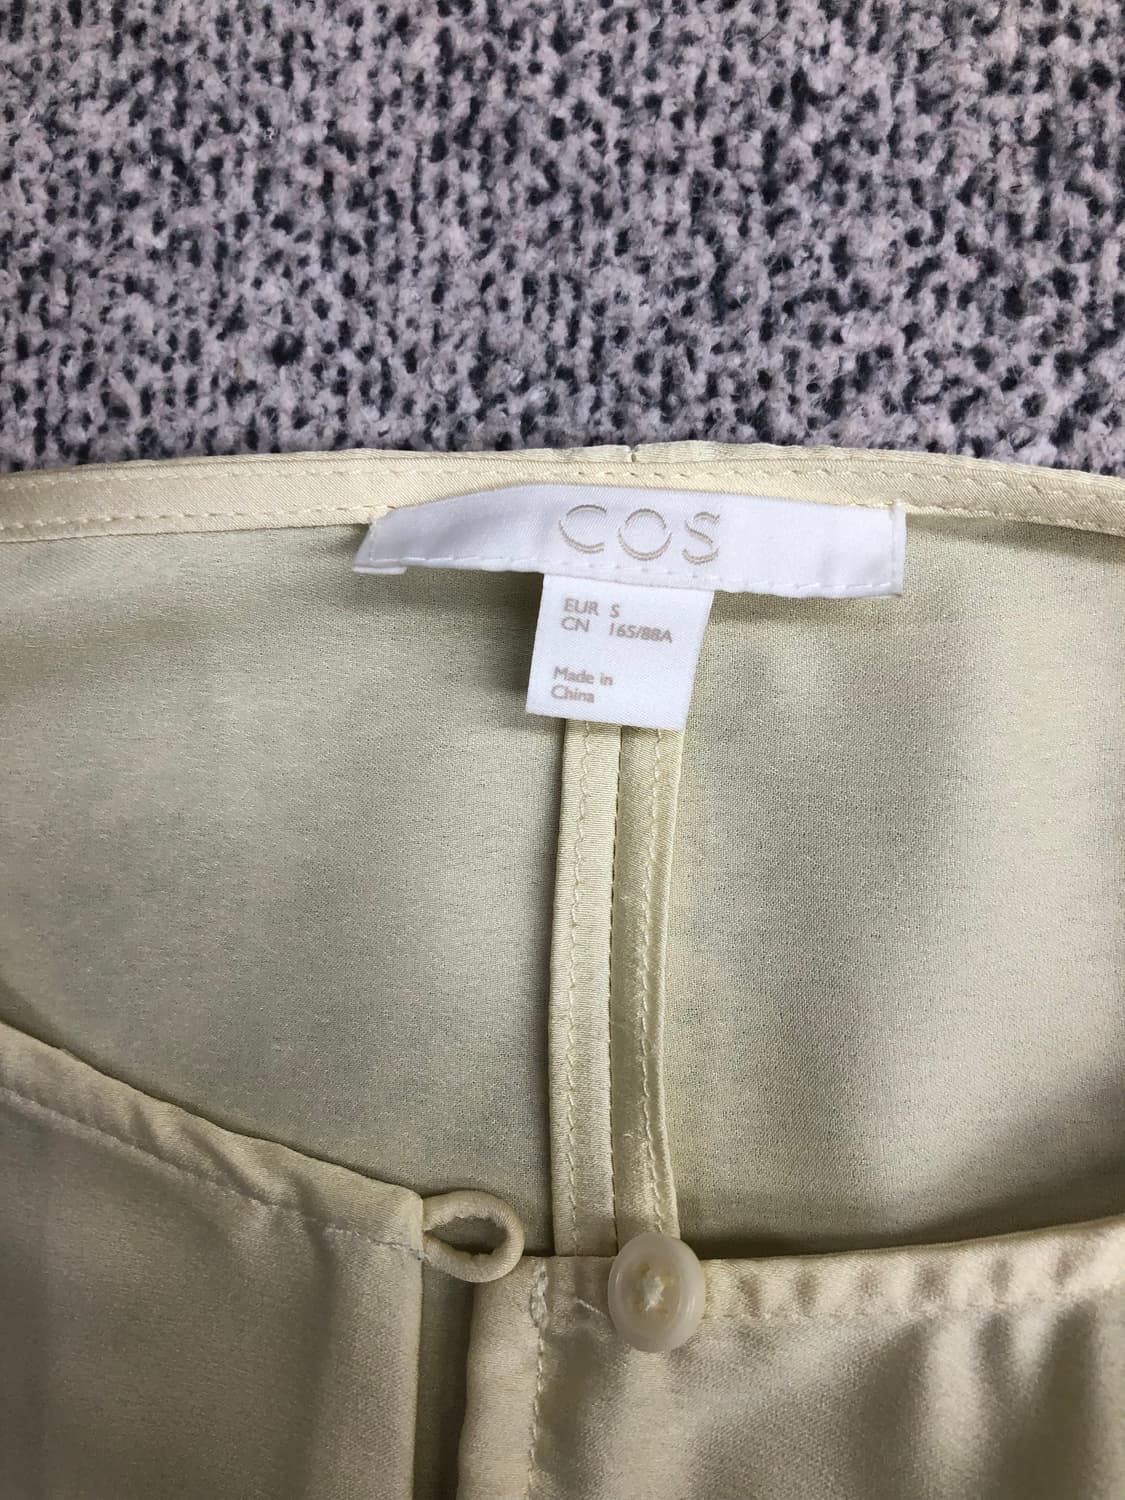 COS
EUR S
CN 165/88A
Made in
China